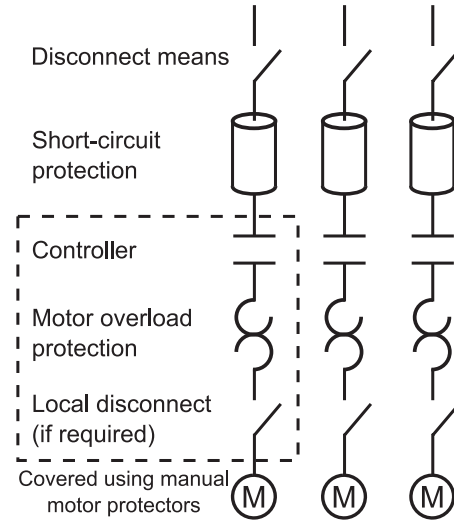 Disconnect means
Short-circuit
protection
Controller
Motor overload
protection
Local disconnect
(if required)
Covered using manual
motor protectors
M M M